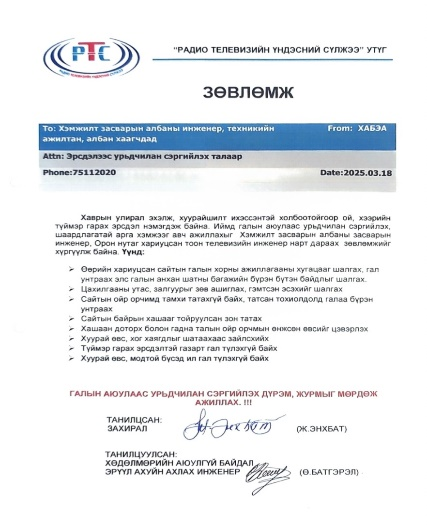 РТС
РАДИО ТЕЛЕВИЗИЙН ҮНДЭСНИЙ СҮЛЖЭЭ
“РАДИО ТЕЛЕВИЗИЙН ҮНДЭСНИЙ СҮЛЖЭЭ” УТҮГ
ЗӨВЛӨМЖ
To: Хэмжилт засварын албаны инженер, техникийн From: ХАБЭА
ажилтан, албан хаагчдад
Attn: Эрсдэлээс урьдчилан сэргийлэх талаар
Phone:75112020 Date:2025.03.18
Хаврын улирал эхэлж, хуурайшилт ихэссэнтэй холбоотойгоор ой, хээрийн
түймэр гарах эрсдэл нэмэгдэж байна. Иймд галын аюулаас урьдчилан сэргийлэх,
шаардлагатай арга хэмжээг авч ажиллахыг Хэмжилт засварын албаны засварын
инженер, Орон нутаг хариуцсан тоон телевизийн инженер нарт дараах зөвлөмжийг
хүргүүлж байна. Үүнд:
➢ Өөрийн хариуцсан сайтын галын хорны ажиллагааны хугацааг шалгах, гал
унтраах элс галын анхан шатны багажийн бүрэн бүтэн байдлыг шалгах.
➢ Цахилгааны утас, залгуурыг зөв ашиглах, гэмтсэн эсэхийг шалгах
➢ Сайтын ойр орчимд тамхи татахгүй байх, татсан тохиолдолд галаа бүрэн
унтраах
➢ Сайтын байрын хашааг тойруулсан зон татах
➢ Хашаан доторх болон гадна талын ойр орчмын өнжсөн өвсийг цэвэрлэх
➢ Хуурай өвс, хог хаягдлыг шатаахаас зайлсхийх
➢ Түймэр гарах эрсдэлтэй газарт гал түлэхгүй байх
➢ Хуурай өвс, модтой бүсэд ил гал түлэхгүй байх
ГАЛЫН АЮУЛААС УРЬДЧИЛАН СЭРГИЙЛЭХ ДҮРЭМ, ЖУРМЫГ МӨРДӨЖ
АЖИЛЛАХ. !!!
ТАНИЛЦСАН:
ЗАХИРАЛ (Ж.ЭНХБАТ)
ТАНИЛЦУУЛСАН:
ХӨДӨЛМӨРИЙН АЮУЛГҮЙ БАЙДАЛ
ЭРҮҮЛ АХУЙН АХЛАХ ИНЖЕНЕР (Ө.БАТГЭРЭЛ)